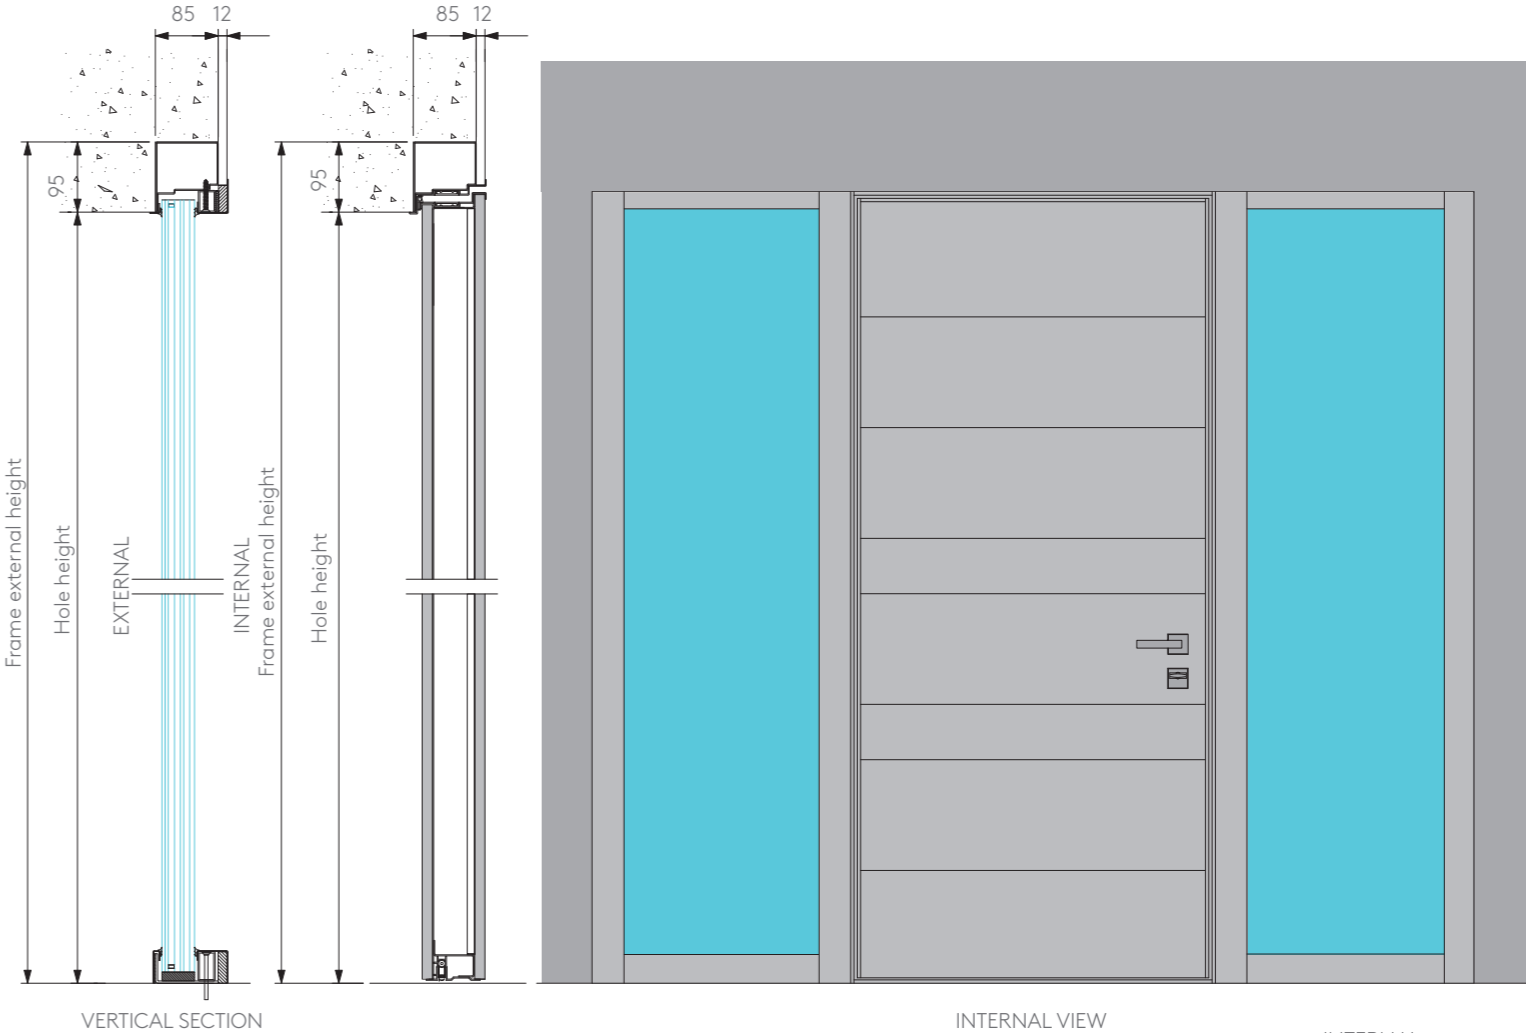 85 12
85 12
95
95
Frame external height
Hole height
EXTERNAL
INTERNAL
Frame external height
Hole height
VERTICAL SECTION
INTERNAL VIEW